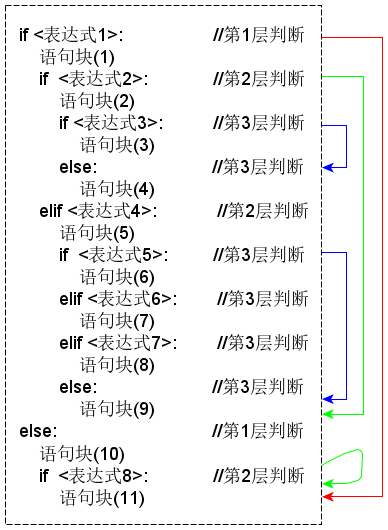 if <表达式1>: //第1层判断
语句块(1)
if <表达式2>: //第2层判断
语句块(2)
if <表达式3>: //第3层判断
语句块(3)
else: //第3层判断
语句块(4)
elif <表达式4>: //第2层判断
语句块(5)
if <表达式5>: //第3层判断
语句块(6)
elif <表达式6>: //第3层判断
语句块(7)
elif <表达式7>: //第3层判断
语句块(8)
else: //第3层判断
语句块(9)
else: //第1层判断
语句块(10)
if <表达式8>: //第2层判断
语句块(11)